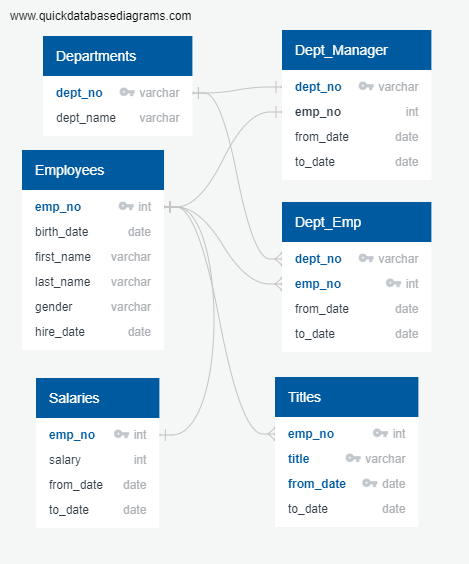 www.quickdatabasediagrams.com
Departments
dept_no varchar
dept_name varchar
Dept_Manager
dept_no varchar
emp_no int
from_date date
to_date date
Employees
emp_no int
birth_date date
first_name varchar
last_name varchar
gender varchar
hire_date date
Dept_Emp
dept_no varchar
emp_no int
from_date date
to_date date
Salaries
emp_no int
salary int
from_date date
to_date date
Titles
emp_no int
title varchar
from_date date
to_date date